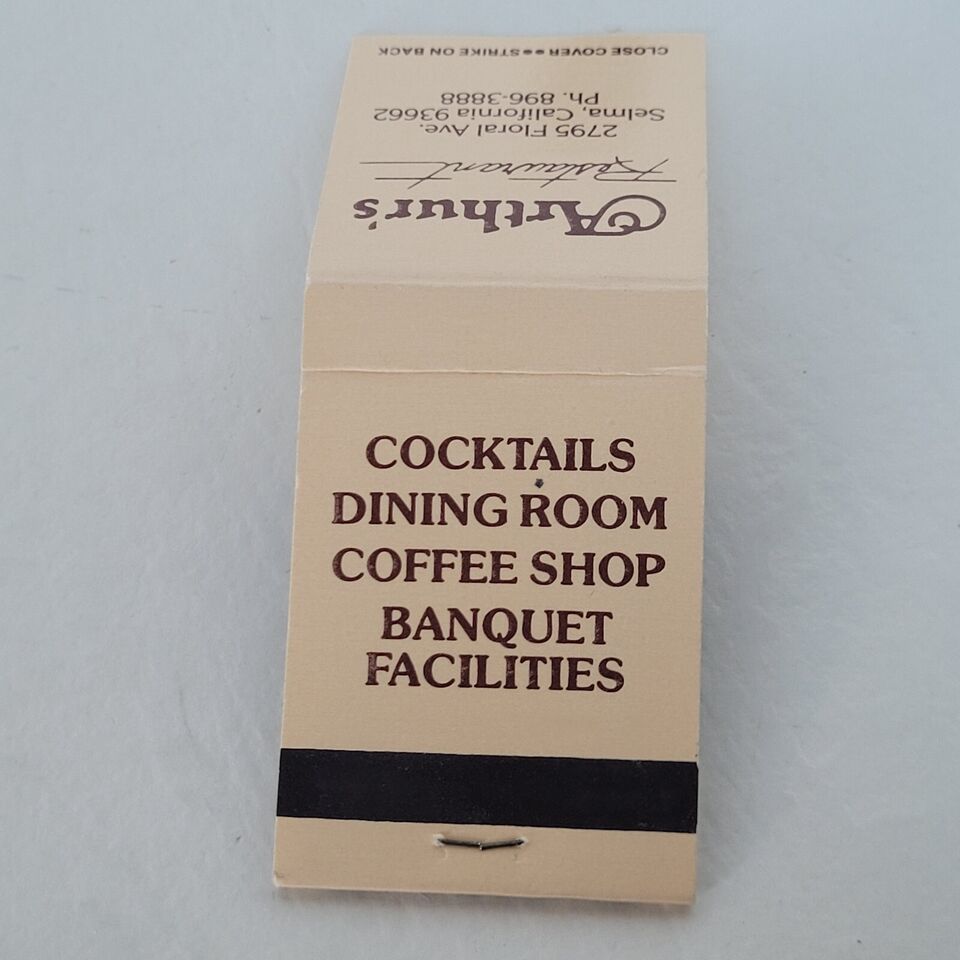 Arthur's
Restaurant
2795 Floral Ave.
Selma, California 93662
Ph. 896-3888
CLOSE COVER●●STRIKE ON BACK
COCKTAILS
DINING ROOM
COFFEE SHOP
BANQUET
FACILITIES